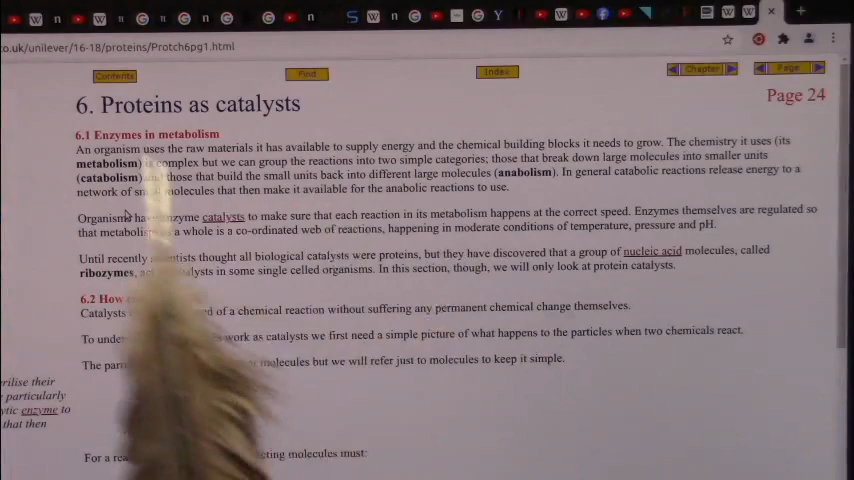 co.uk/unilever/16-18/proteins/Protch6pg1.html
Contents Find Index Chapter Page
6. Proteins as catalysts Page 24
6.1 Enzymes in metabolism
An organism uses the raw materials it has available to supply energy and the chemical building blocks it needs to grow. The chemistry it uses (its
metabolism) is complex but we can group the reactions into two simple categories; those that break down large molecules into smaller units
(catabolism) those that build the small units back into different large molecules (anabolism). In general catabolic reactions release energy to a
network of molecules that then make it available for the anabolic reactions to use.
Organisms enzyme catalysts to make sure that each reaction in its metabolism happens at the correct speed. Enzymes themselves are regulated so
that metabolis a whole is a co-ordinated web of reactions, happening in moderate conditions of temperature, pressure and pH.
Until recently thought all biological catalysts were proteins, but they have discovered that a group of nucleic acid molecules, called
ribozymes, in some single celled organisms. In this section, though, we will only look at protein catalysts.
6.2 How
Catalysts of a chemical reaction without suffering any permanent chemical change themselves.
To under work as catalysts we first need a simple picture of what happens to the particles when two chemicals react.
The molecules but we will refer just to molecules to keep it simple.
rilise their
particularly
ytic enzyme to
that then
For a molecules must: